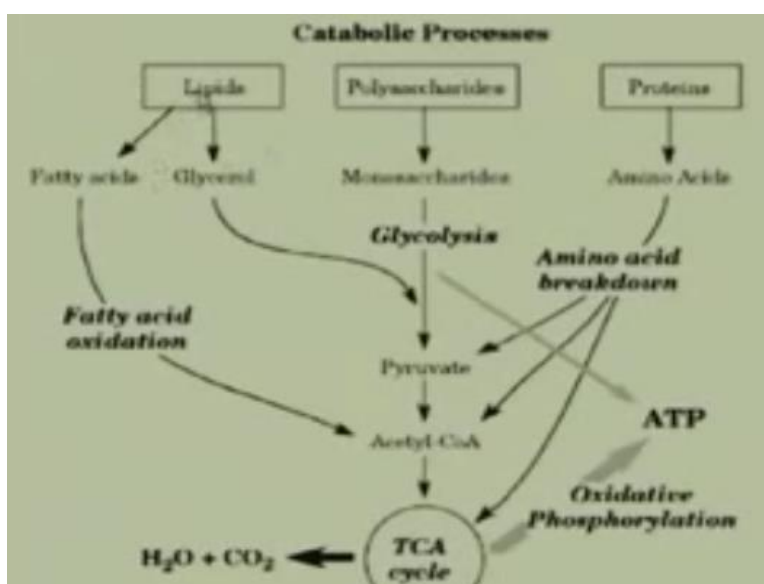 Catabolic Processes
Lipids
Polysaccharides
Proteins
Fatty acids
Glycerol
Monosaccharides
Amino Acids
Glycolysis
Amino acid
breakdown
Fatty acid
oxidation
Pyruvate
ATP
Acetyl-CoA
Oxidative
Phosphorylation
H₂O + CO₂
TCA
cycle